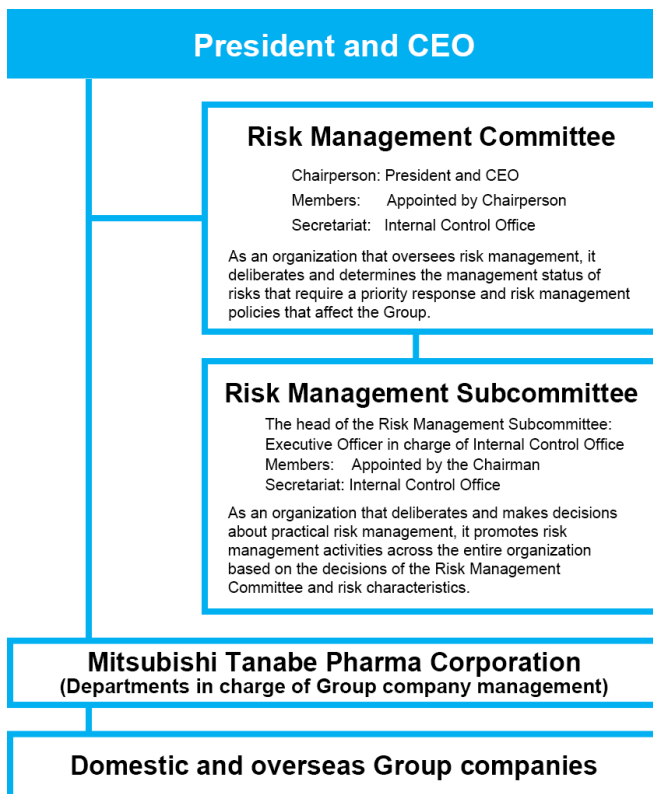 President and CEO
Risk Management Committee
Chairperson: President and CEO
Members: Appointed by Chairperson
Secretariat: Internal Control Office
As an organization that oversees risk management, it
deliberates and determines the management status of
risks that require a priority response and risk management
policies that affect the Group.
Risk Management Subcommittee
The head of the Risk Management Subcommittee:
Executive Officer in charge of Internal Control Office
Members: Appointed by the Chairman
Secretariat: Internal Control Office
As an organization that deliberates and makes decisions
about practical risk management, it promotes risk
management activities across the entire organization
based on the decisions of the Risk Management
Committee and risk characteristics.
Mitsubishi Tanabe Pharma Corporation
(Departments in charge of Group company management)
Domestic and overseas Group companies